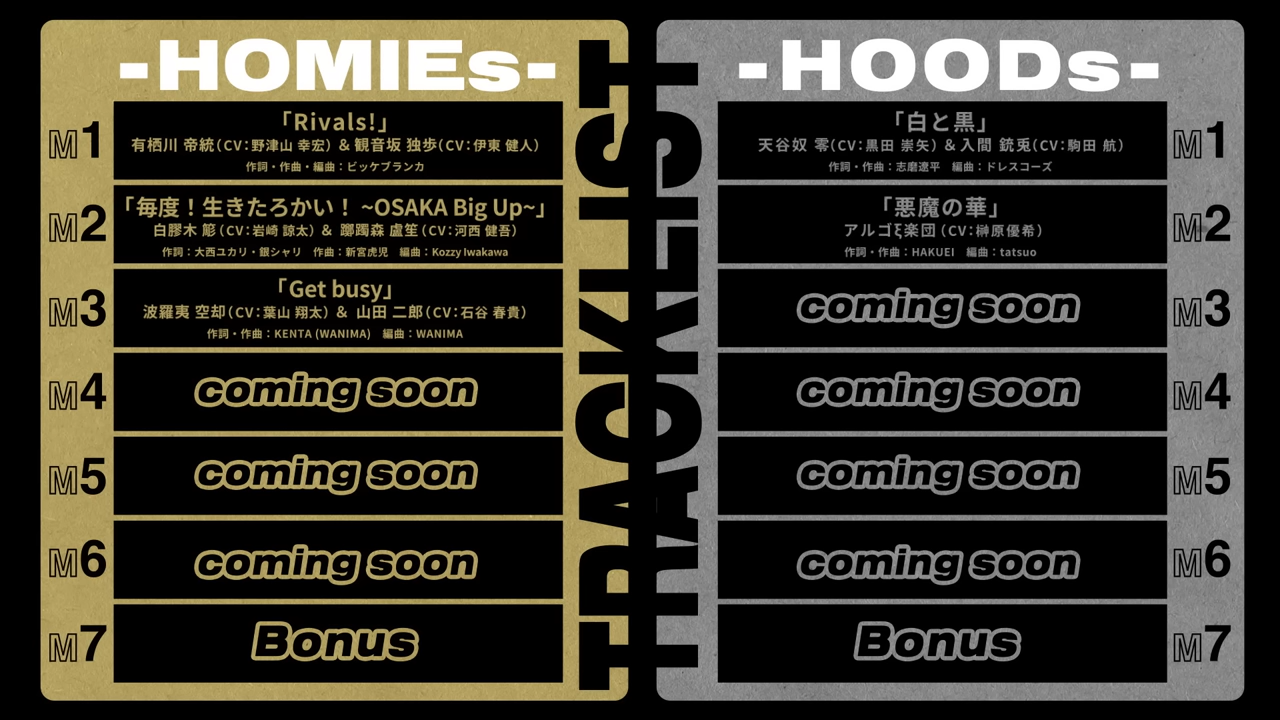 -HOMIEs-
M1
「Rivals!」
有栖川 帝統(CV:野津山 幸宏) & 観音坂 独歩(CV:伊東 健人)
作詞・作曲・編曲：ビッケブランカ
M2
「毎度！生きたろかい！ ~OSAKA Big Up~」
白膠木 簓(CV:岩崎 諒太) & 躑躅森 盧笙(CV:河西 健吾)
作詞：大西ユカリ・銀シャリ　作曲：新宮虎児　編曲：Kozzy Iwakawa
M3
「Get busy」
波羅夷 空却(CV:葉山 翔太) & 山田 二郎(CV:石谷 春貴)
作詞・作曲：KENTA (WANIMA)　編曲：WANIMA
M4
coming soon
M5
coming soon
M6
coming soon
M7
Bonus
TRACKLIST
-HOODs-
「白と黒」
天谷奴 零(CV:黒田 崇矢) & 入間 銃兎(CV:駒田 航)
作詞・作曲：志磨遼平　編曲：ドレスコーズ
M1
「悪魔の華」
アルゴξ楽団 (CV:榊原優希)
作詞・作曲：HAKUEI　編曲：tatsuo
M2
coming soon
M3
coming soon
M4
coming soon
M5
coming soon
M6
Bonus
M7